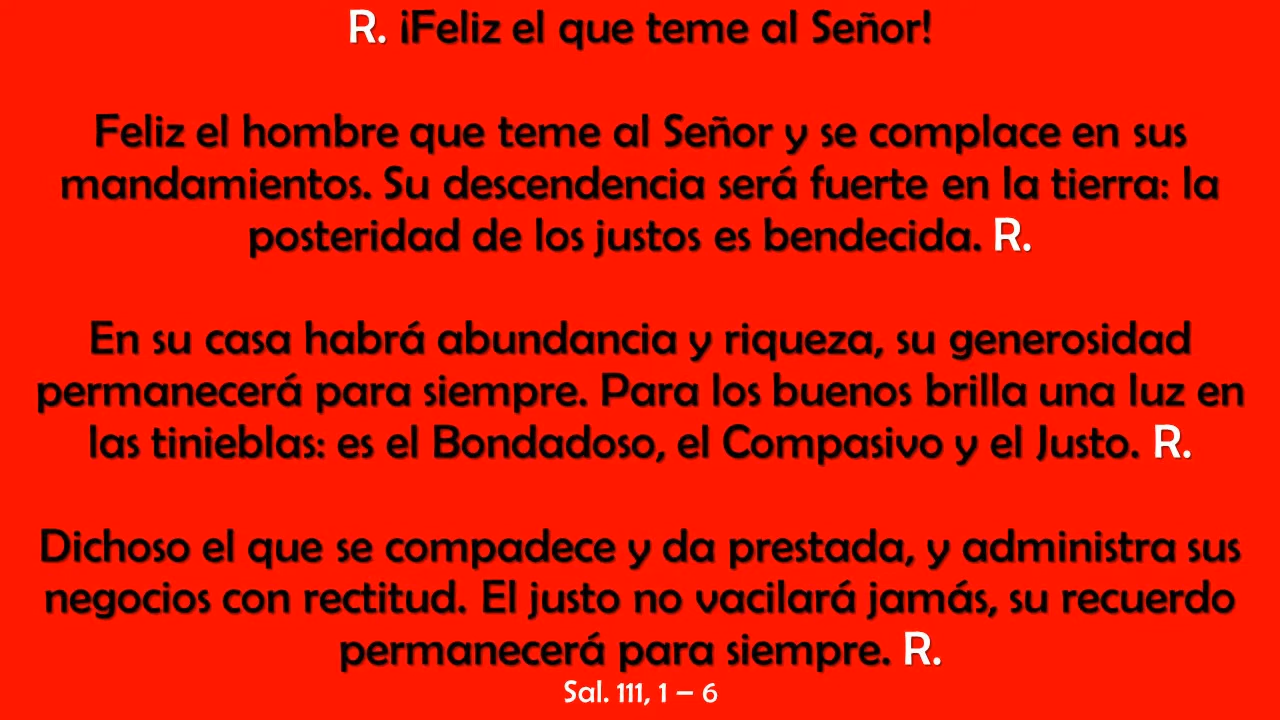 R. ¡Feliz el que teme al Señor!
Feliz el hombre que teme al Señor y se complace en sus
mandamientos. Su descendencia será fuerte en la tierra: la
posteridad de los justos es bendecida. R.
En su casa habrá abundancia y riqueza, su generosidad
permanecerá para siempre. Para los buenos brilla una luz en
las tinieblas: es el Bondadoso, el Compasivo y el Justo. R.
Dichoso el que se compadece y da prestada, y administra sus
negocios con rectitud. El justo no vacilará jamás, su recuerdo
permanecerá para siempre. R.
Sal. 111, 1 – 6